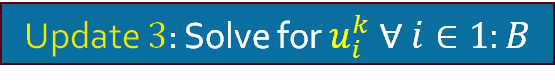 Update 3: Solve for $u_i^k$ ∀ $i$ ∈ 1: $B$